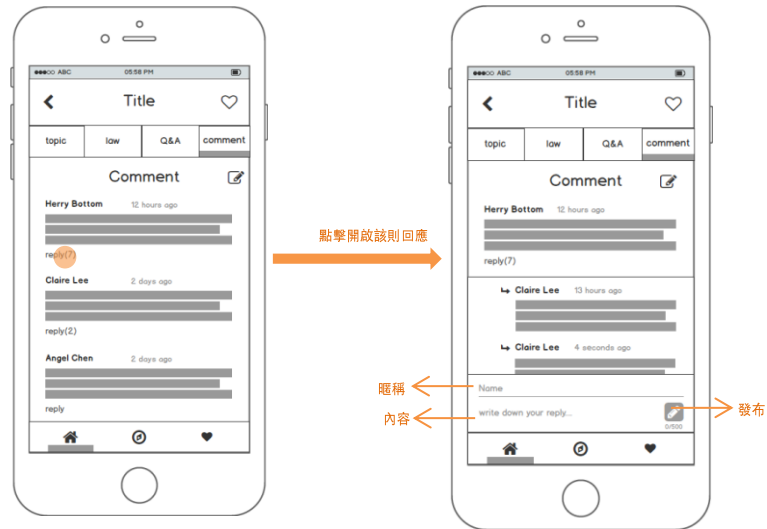 ABC 05:58 PM
Title
topic law Q&A comment
Comment
Herry Bottom 12 hours ago
reply(7)
Claire Lee 2 days ago
reply(2)
Angel Chen 2 days ago
reply
點擊開啟該則回應
ABC 05:58 PM
Title
topic law Q&A comment
Comment
Herry Bottom 12 hours ago
reply(7)
Claire Lee 13 hours ago
Claire Lee 4 seconds ago
暱稱
Name
內容
write down your reply...
0/500
發布